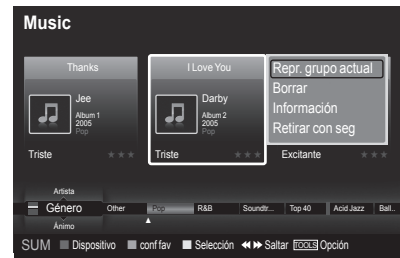 Music
Thanks
Jee
Album 1
2005
Pop
Triste
I Love You
Darby
Album 2
2005
Pop
Triste
Repr. grupo actual
Borrar
Información
Retirar con seg
Excitante
Artista
Género Other Pop R&B Soundtr... Top 40 Acid Jazz Ball..
Ánimo
SUM Dispositivo conf fav Selección Saltar TOOLS Opción